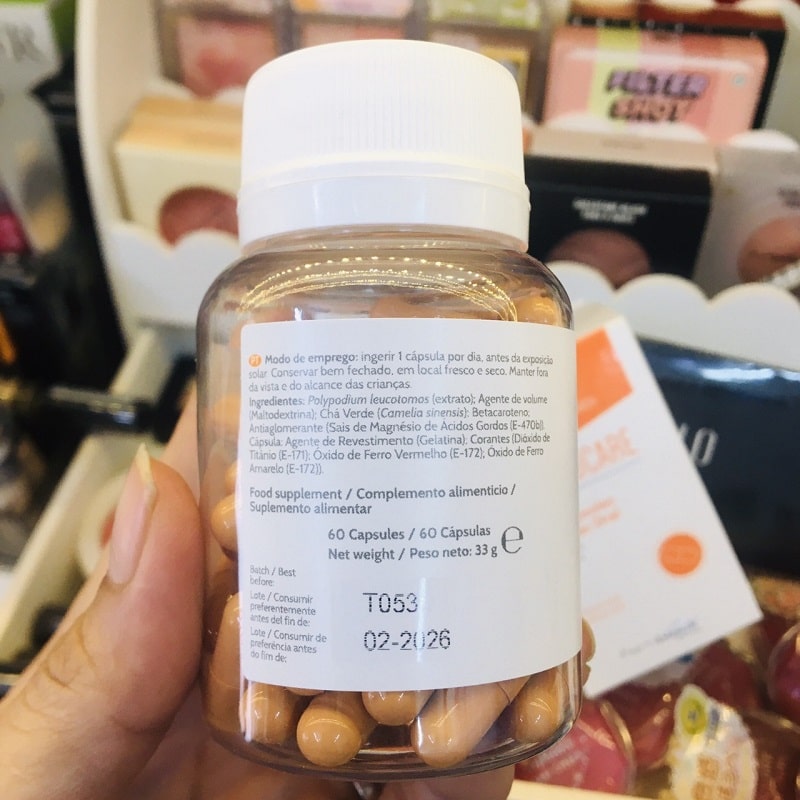 FILTER
SHOV
PT Modo de emprego: ingerir 1 cápsula por dia, antes da exposição
solar. Conservar bem fechado, em local fresco e seco. Manter fora
da vista e do alcance das crianças.
Ingredientes: Polypodium leucotomos (extrato); Agente de volume
(Maltodextrina); Chá Verde (Camelia sinensis); Betacaroteno;
Antiaglomerante (Sais de Magnésio de Ácidos Gordos (E-470b)).
Cápsula: Agente de Revestimento (Gelatina); Corantes (Dióxido de
Titânio (E-171); Óxido de Ferro Vermelho (E-172); Óxido de Ferro
Amarelo (E-172)).
Food supplement / Complemento alimenticio /
Suplemento alimentar
60 Capsules / 60 Cápsulas
Net weight / Peso neto: 33 g ℮
Batch / Best
before:
Lote / Consumir
preferentemente
antes del fin de:
Lote / Consumir de
preferência antes
do fim de:
T053
02-2026
CARE